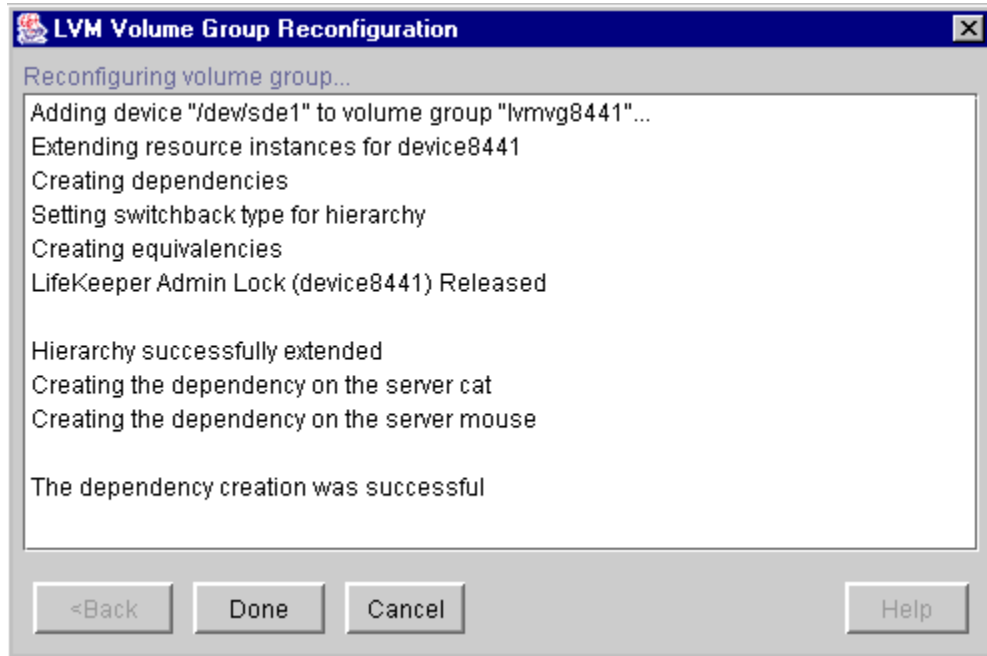 LVM Volume Group Reconfiguration
Reconfiguring volume group...
Adding device "/dev/sde1" to volume group "lvmvg8441"...
Extending resource instances for device8441
Creating dependencies
Setting switchback type for hierarchy
Creating equivalencies
LifeKeeper Admin Lock (device8441) Released
Hierarchy successfully extended
Creating the dependency on the server cat
Creating the dependency on the server mouse
The dependency creation was successful
<Back Done Cancel Help